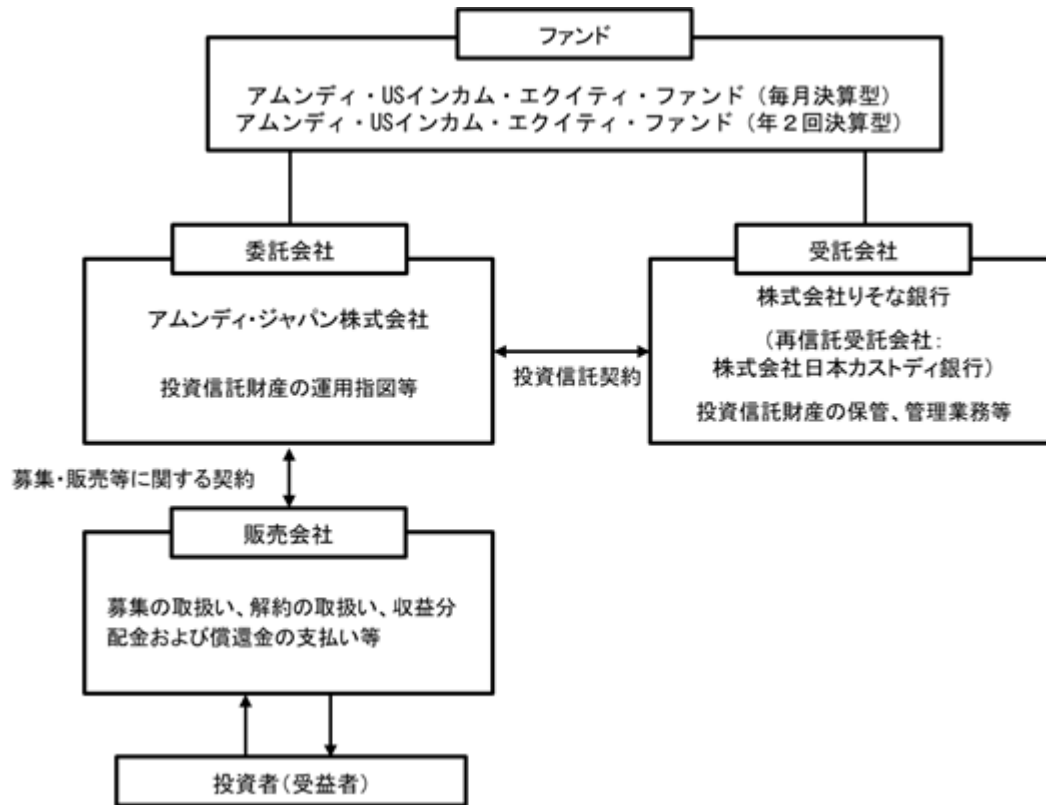 ファンド
アムンディ・USインカム・エクイティ・ファンド（毎月決算型）
アムンディ・USインカム・エクイティ・ファンド（年２回決算型）
委託会社
アムンディ・ジャパン株式会社
投資信託財産の運用指図等
投資信託契約
受託会社
株式会社りそな銀行
（再信託受託会社：
株式会社日本カストディ銀行）
投資信託財産の保管、管理業務等
募集・販売等に関する契約
販売会社
募集の取扱い、解約の取扱い、収益分
配金および償還金の支払い等
投資者（受益者）